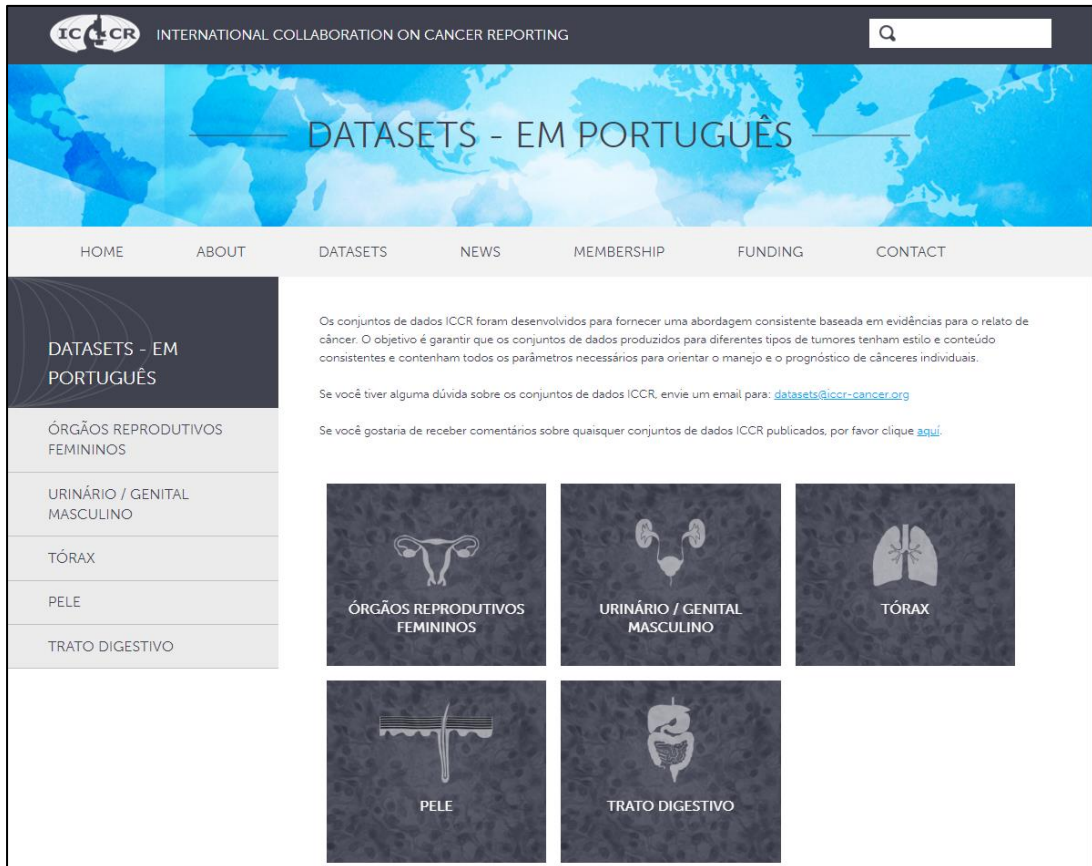 IC CR INTERNATIONAL COLLABORATION ON CANCER REPORTING
DATASETS - EM PORTUGUÊS
HOME ABOUT DATASETS NEWS MEMBERSHIP FUNDING CONTACT
DATASETS - EM
PORTUGUÊS
ÓRGÃOS REPRODUTIVOS
FEMININOS
URINÁRIO / GENITAL
MASCULINO
TÓRAX
PELE
TRATO DIGESTIVO
Os conjuntos de dados ICCR foram desenvolvidos para fornecer uma abordagem consistente baseada em evidências para o relato de
câncer. O objetivo é garantir que os conjuntos de dados produzidos para diferentes tipos de tumores tenham estilo e conteúdo
consistentes e contenham todos os parâmetros necessários para orientar o manejo e o prognóstico de cânceres individuais.
Se você tiver alguma dúvida sobre os conjuntos de dados ICCR, envie um email para: datasets@iccr-cancer.org
Se você gostaria de receber comentários sobre quaisquer conjuntos de dados ICCR publicados, por favor clique aquí.
ÓRGÃOS REPRODUTIVOS
FEMININOS
URINÁRIO / GENITAL
MASCULINO
TÓRAX
PELE
TRATO DIGESTIVO